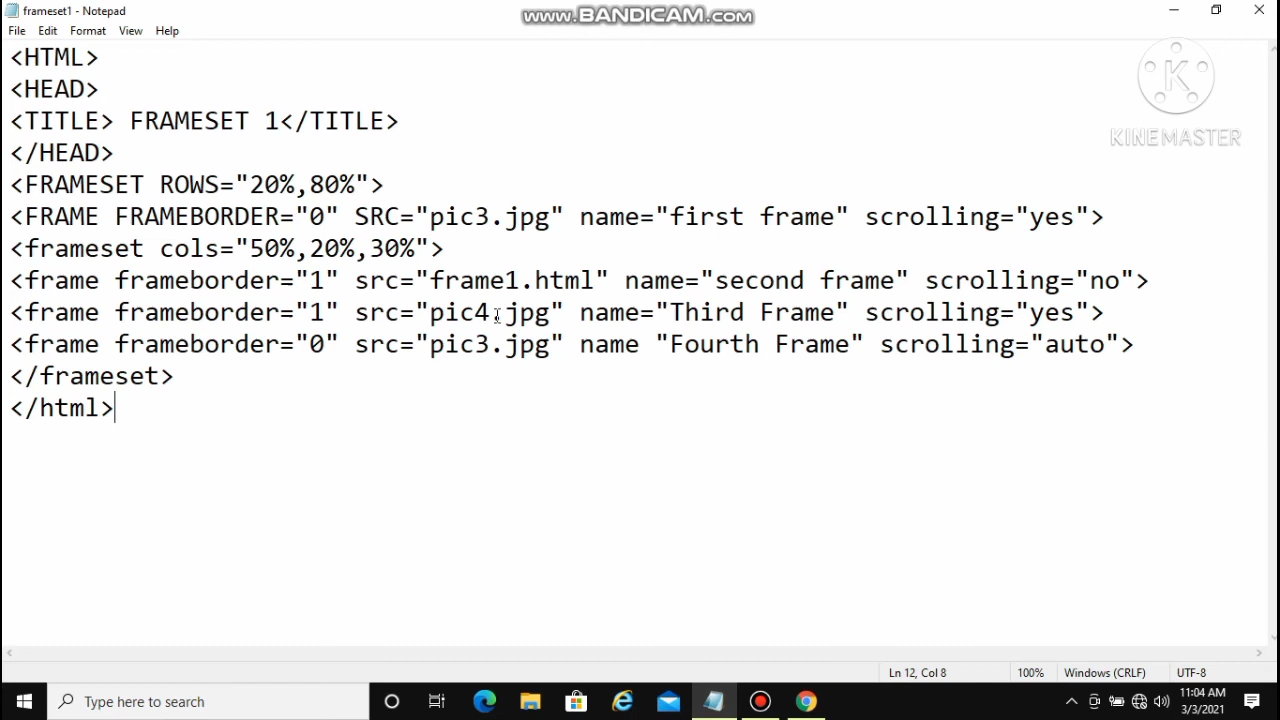 frameset1 - Notepad
www.BANDICAM.com
File Edit Format View Help
<HTML>
<HEAD>
<TITLE> FRAMESET 1</TITLE>
</HEAD>
<FRAMESET ROWS="20%,80%">
<FRAME FRAMEBORDER="0" SRC="pic3.jpg" name="first frame" scrolling="yes">
<frameset cols="50%,20%,30%">
<frame frameborder="1" src="frame1.html" name="second frame" scrolling="no">
<frame frameborder="1" src="pic4.jpg" name="Third Frame" scrolling="yes">
<frame frameborder="0" src="pic3.jpg" name "Fourth Frame" scrolling="auto">
</frameset>
</html>
K
KINEMASTER
Ln 12, Col 8 100% Windows (CRLF) UTF-8
Type here to search
11:04 AM
3/3/2021